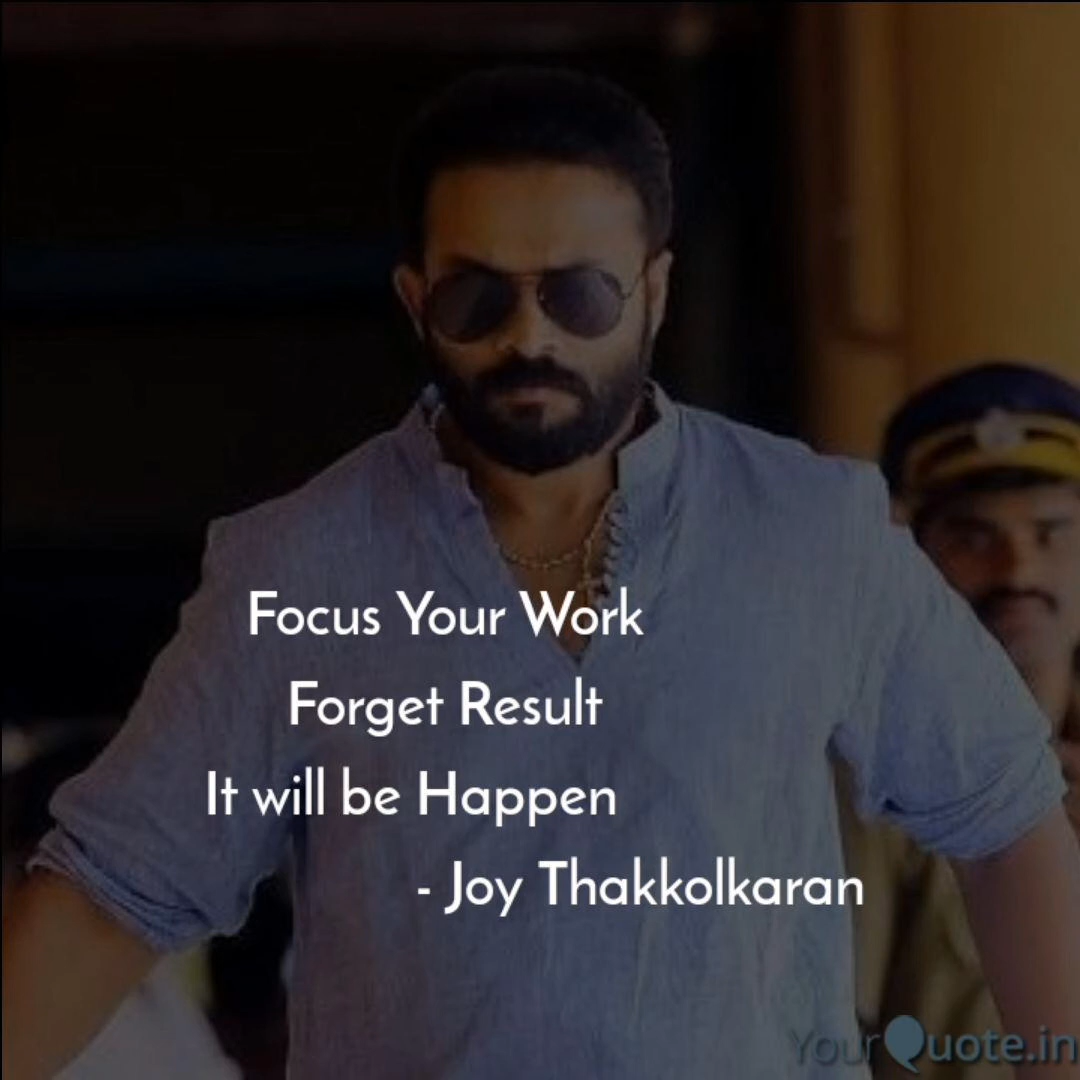 Focus Your Work
Forget Result
It will be Happen
- Joy Thakkolkaran
YourQuote.in